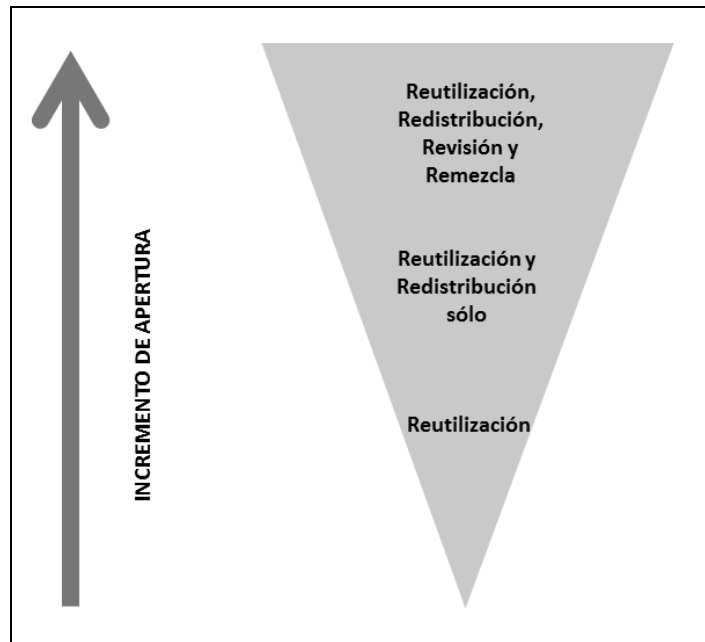 INCREMENTO DE APERTURA
Reutilización,
Redistribución,
Revisión y
Remezcla
Reutilización y
Redistribución
sólo
Reutilización